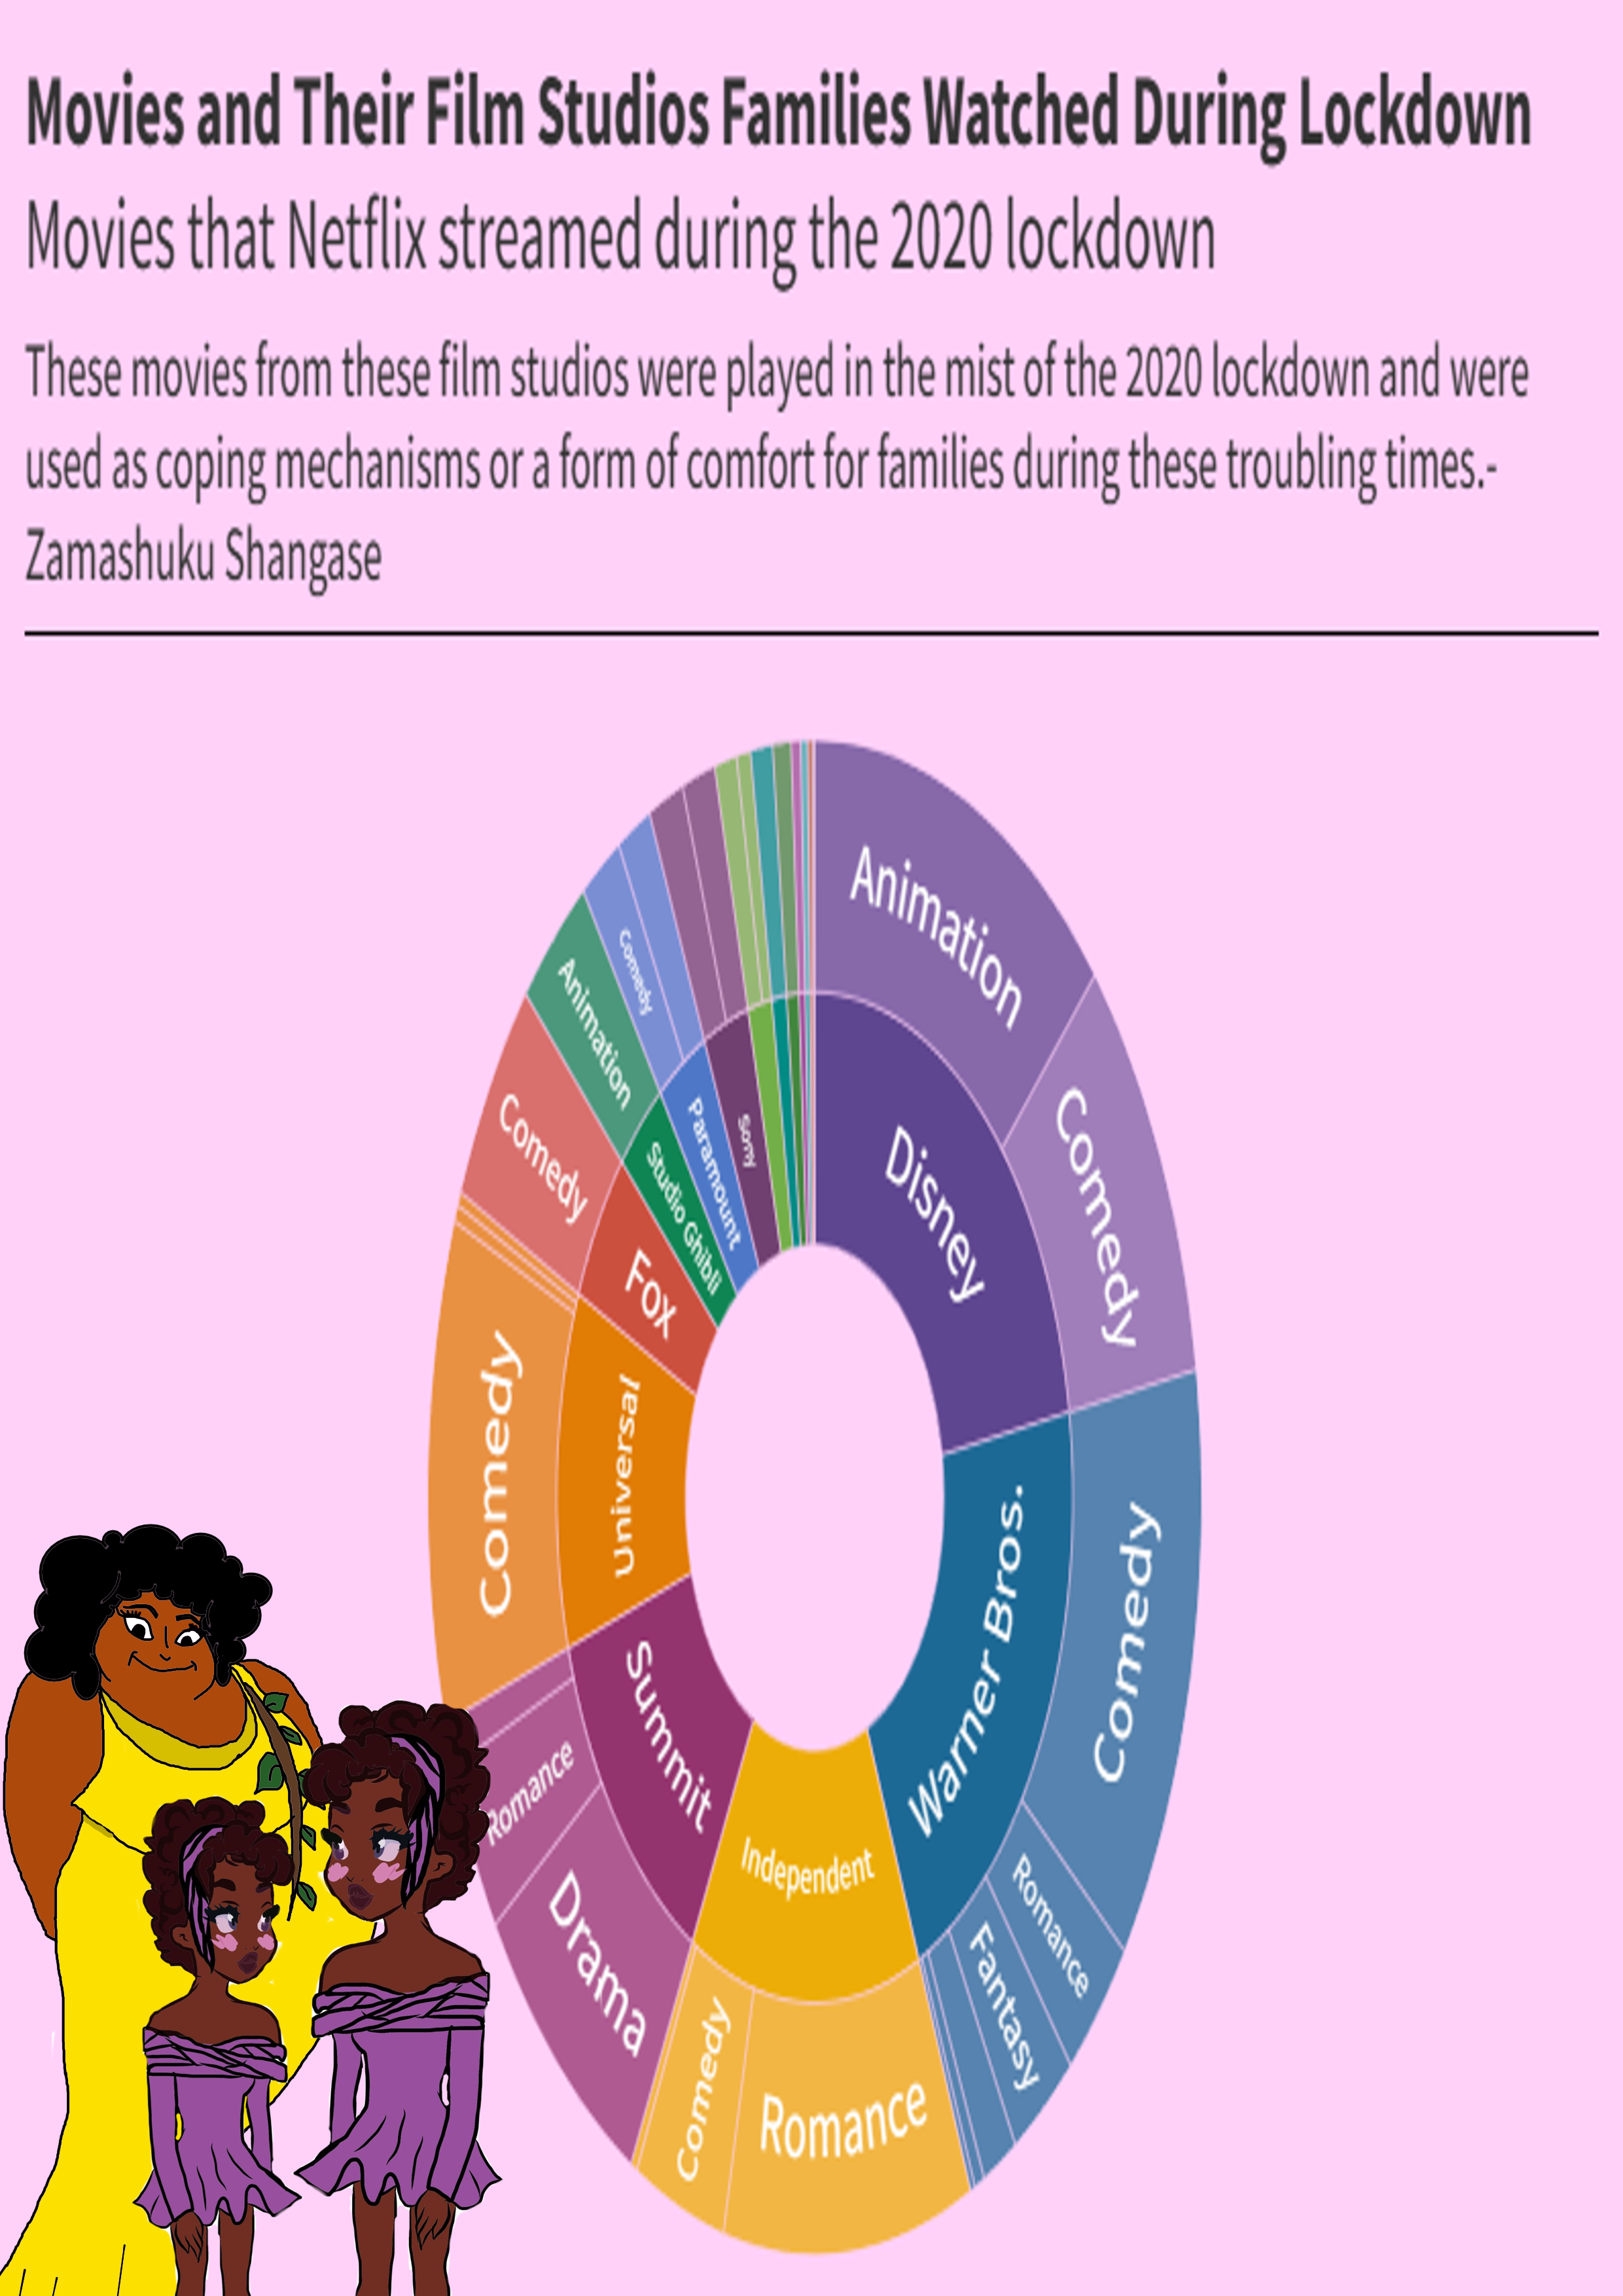 Movies and Their Film Studios Families Watched During Lockdown
Movies that Netflix streamed during the 2020 lockdown
These movies from these film studios were played in the mist of the 2020 lockdown and were
used as coping mechanisms or a form of comfort for families during these troubling times.-
Zamashuku Shangase
Animation
Comedy
Disney
Comedy
Warner Bros.
Romance
Fantasy
Independent
Romance
Comedy
Summit
Drama
Romance
Universal
Comedy
Fox
Comedy
Studio Ghibli
Animation
Paramount
Comedy
Sony